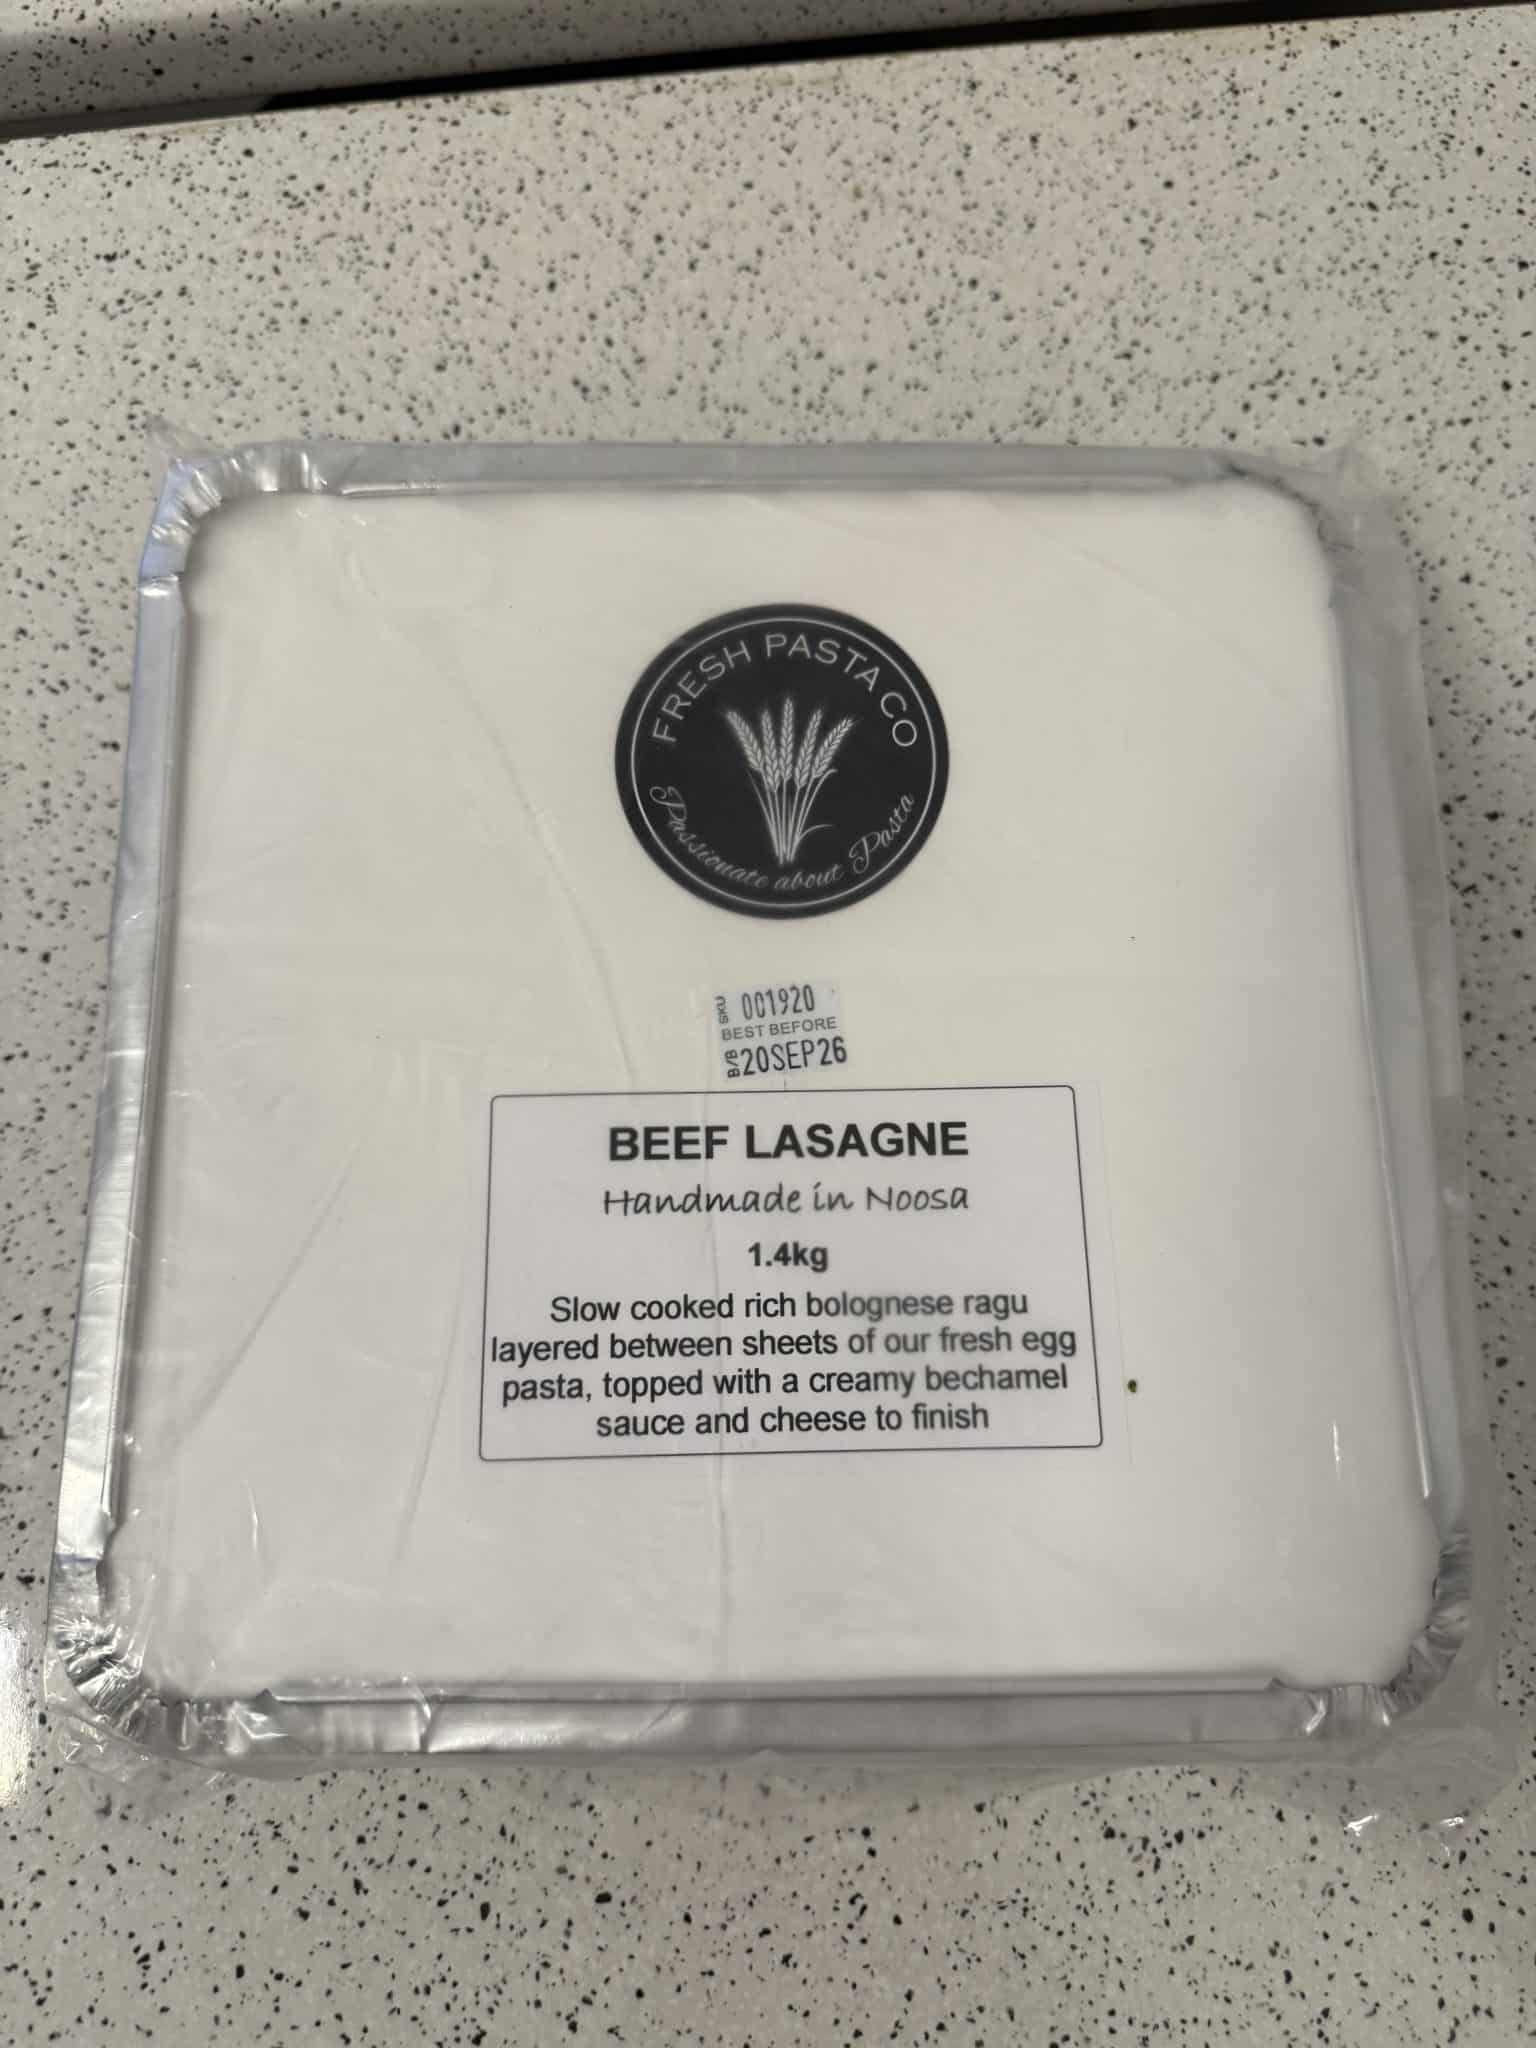 FRESH PASTA CO
Passionate about Pasta
SKU 001920
BEST BEFORE
B/B 20SEP26
BEEF LASAGNE
Handmade in Noosa
1.4kg
Slow cooked rich bolognese ragu
layered between sheets of our fresh egg
pasta, topped with a creamy bechamel
sauce and cheese to finish